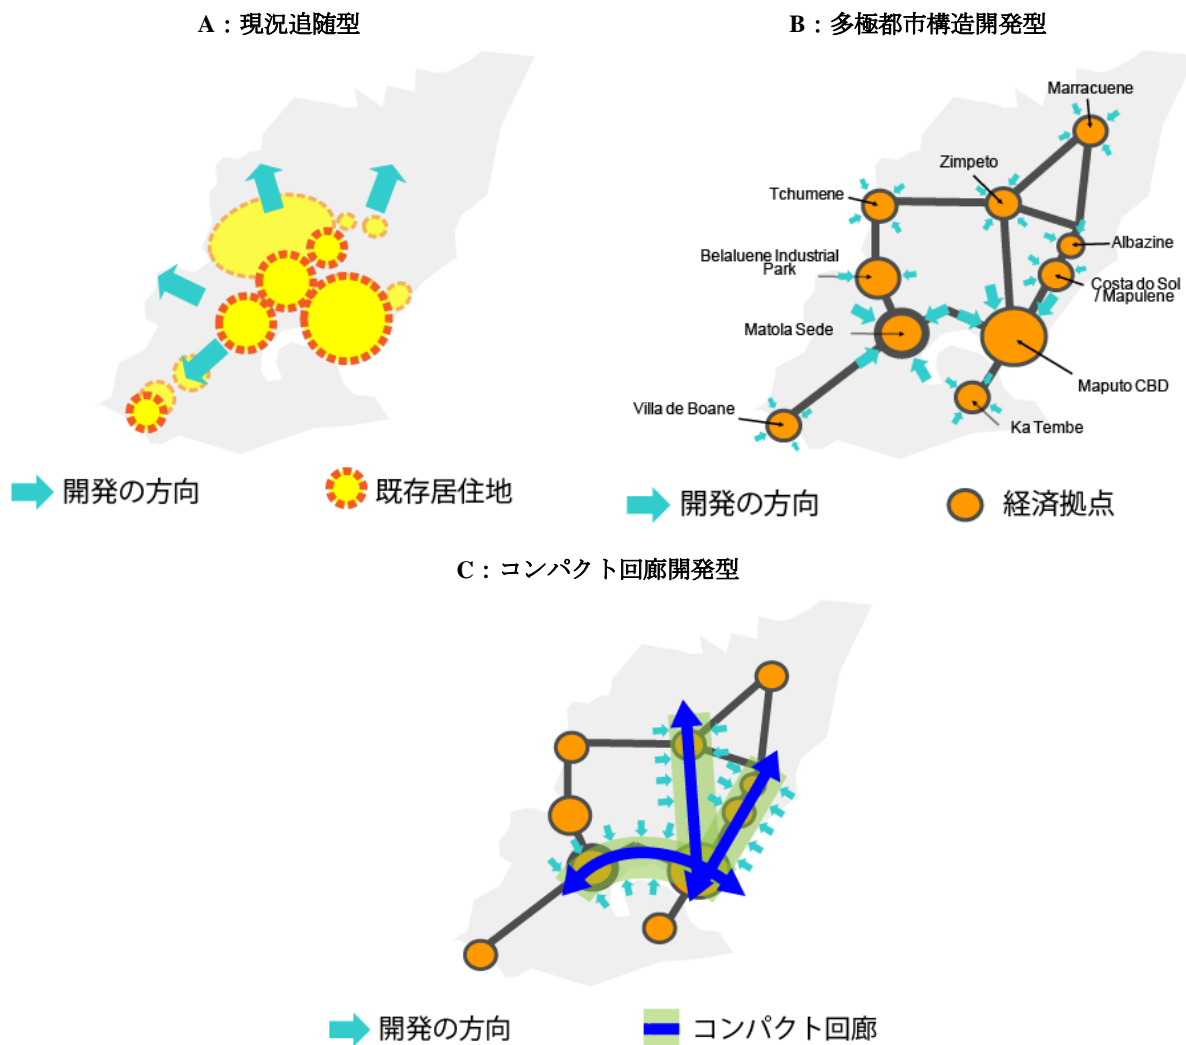 A：現況追随型
B：多極都市構造開発型
Marracuene
Zimpeto
Tchumene
Albazine
Belaluene Industrial
Park
Costa do Sol
/ Mapulene
Matola Sede
Maputo CBD
Villa de Boane
Ka Tembe
開発の方向
既存居住地
開発の方向
経済拠点
C：コンパクト回廊開発型
開発の方向
コンパクト回廊